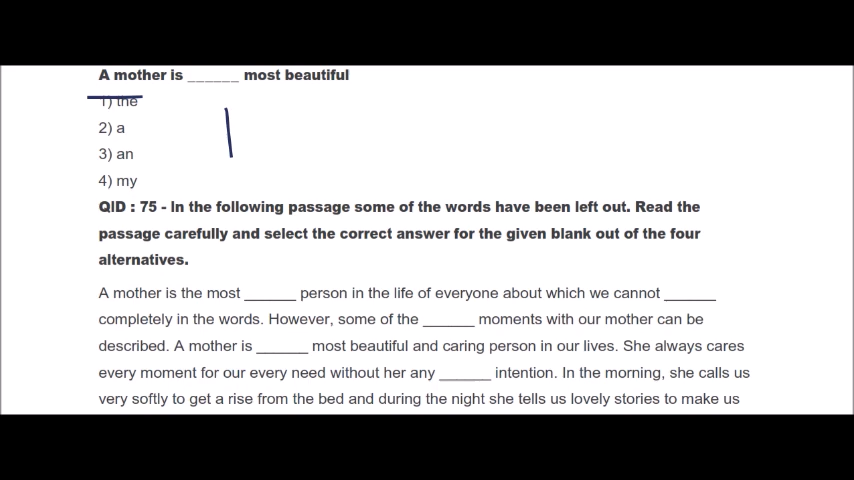 A mother is ______ most beautiful
1) the
2) a
3) an
4) my
QID : 75 - In the following passage some of the words have been left out. Read the
passage carefully and select the correct answer for the given blank out of the four
alternatives.
A mother is the most ______ person in the life of everyone about which we cannot ______
completely in the words. However, some of the ______ moments with our mother can be
described. A mother is ______ most beautiful and caring person in our lives. She always cares
every moment for our every need without her any ______ intention. In the morning, she calls us
very softly to get a rise from the bed and during the night she tells us lovely stories to make us